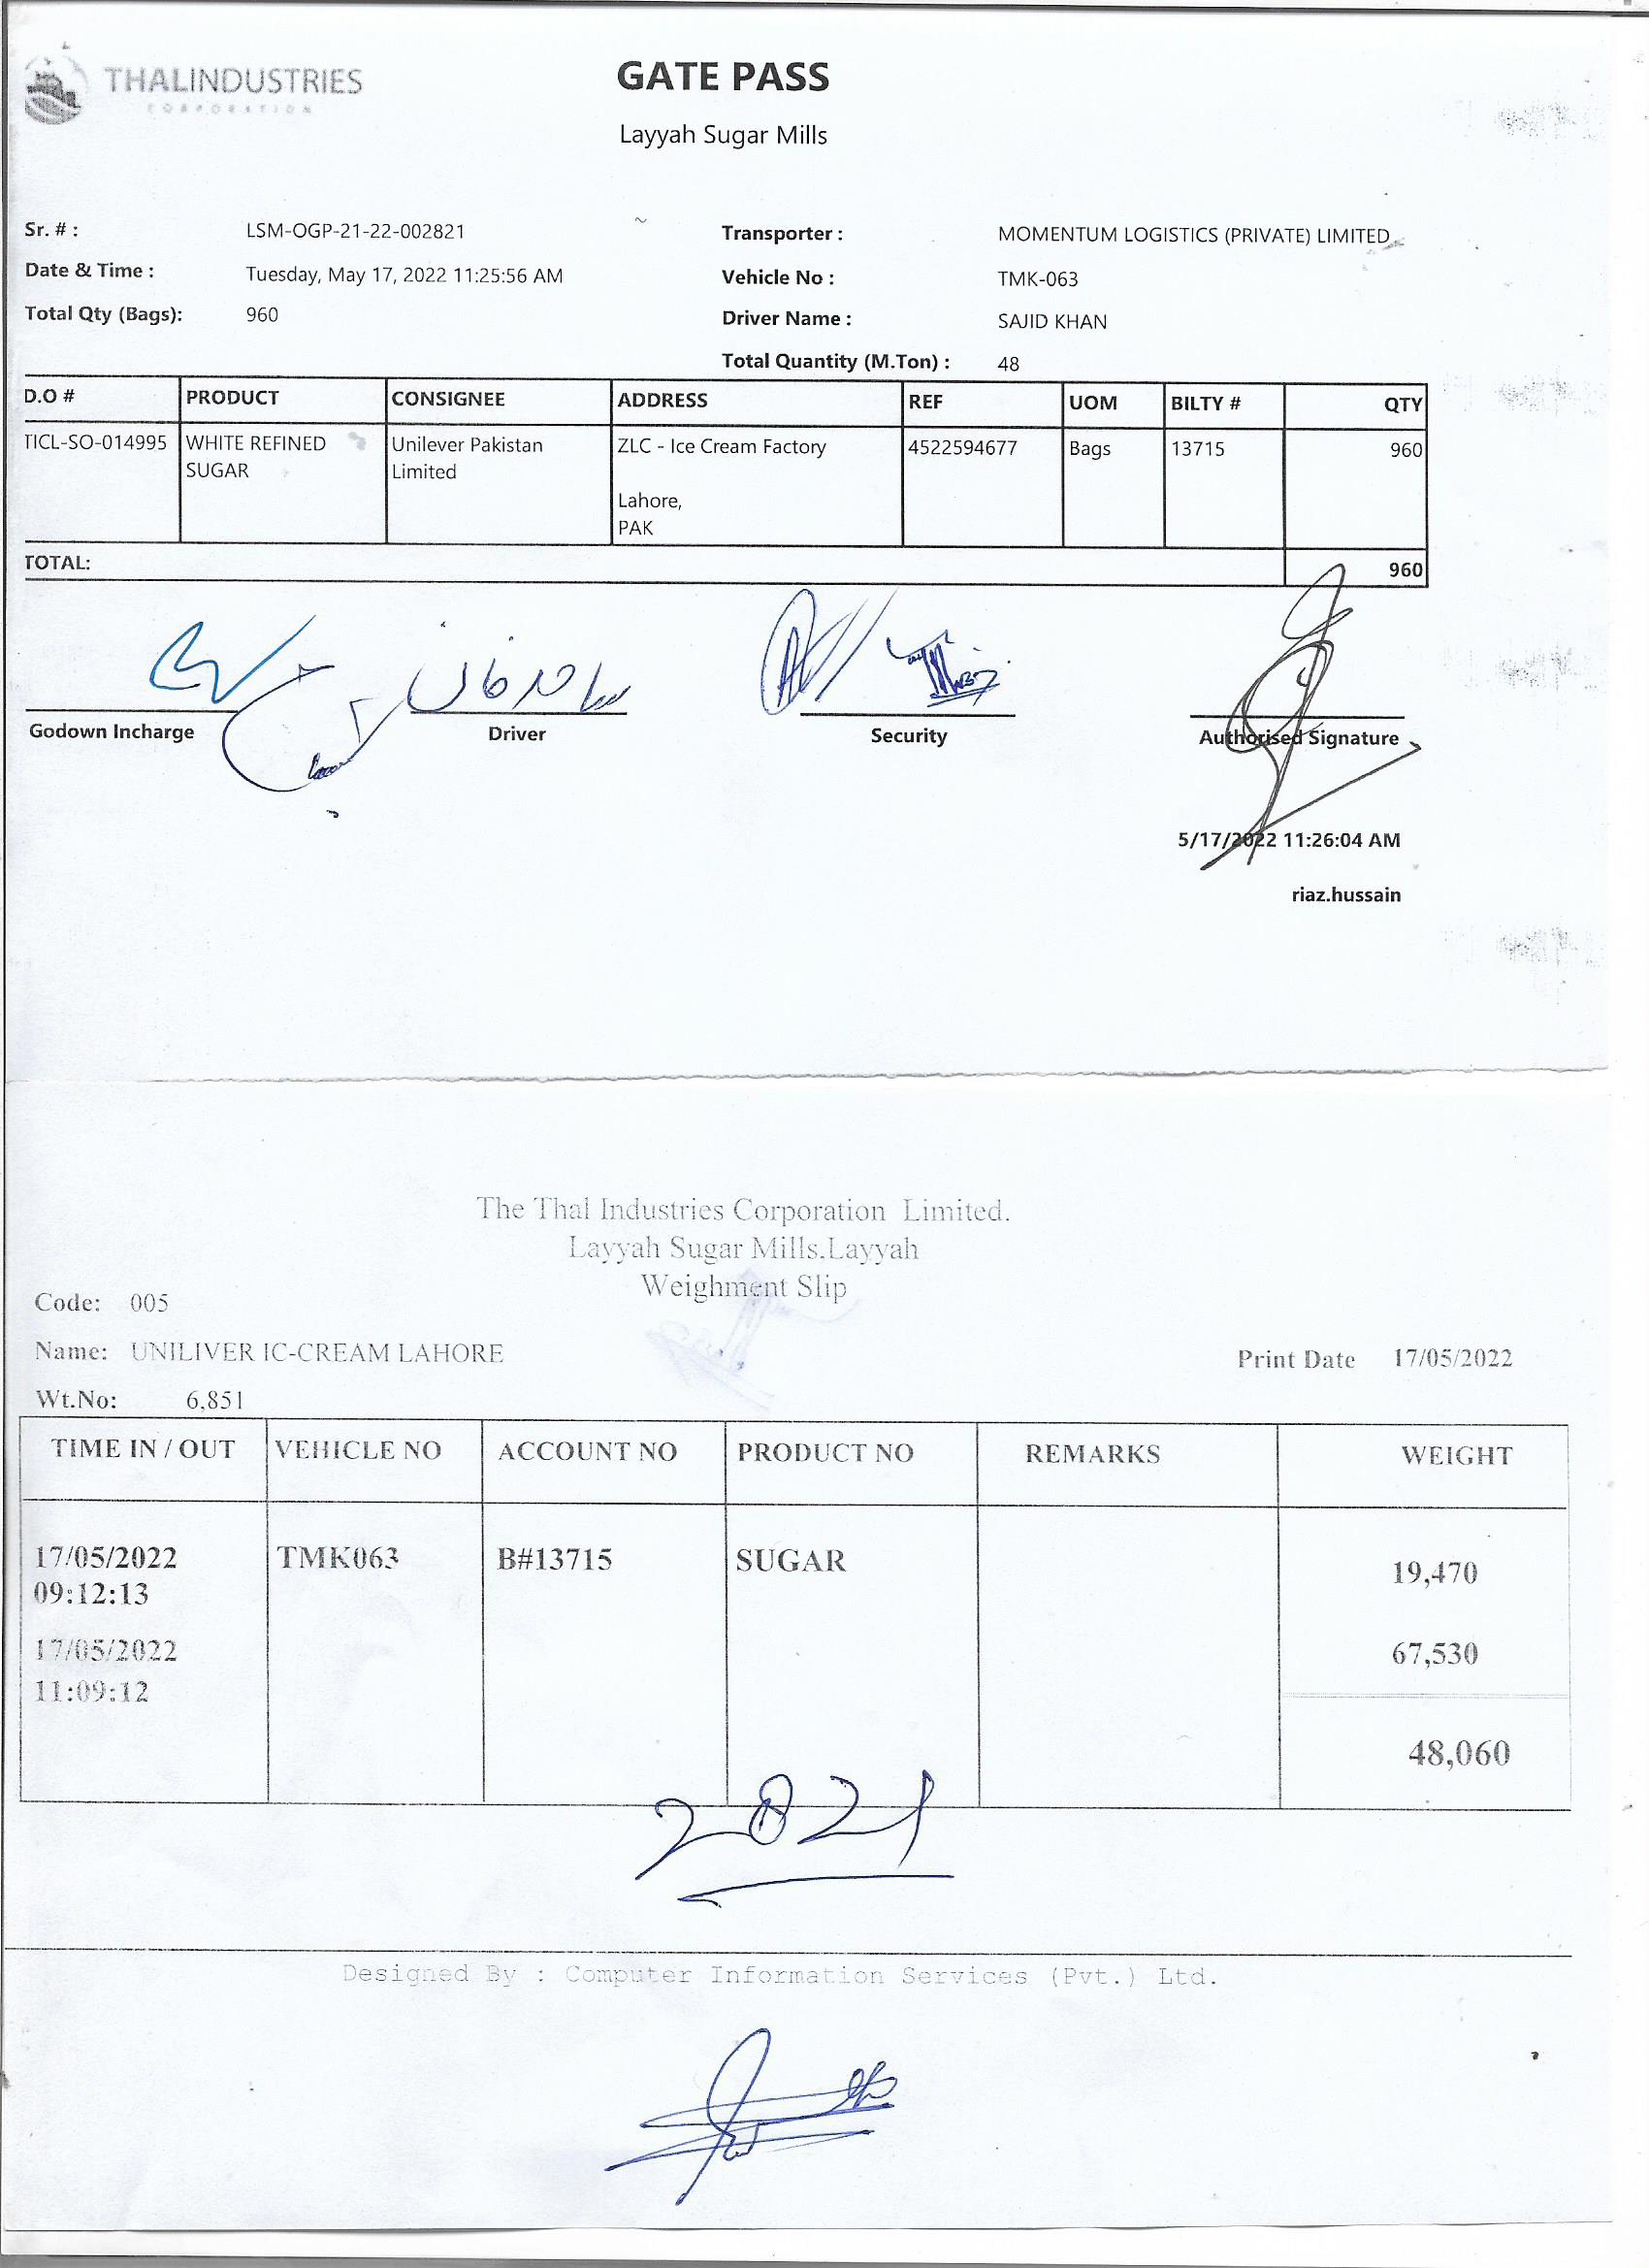 THALINDUSTRIES
CORPORATION
GATE PASS
Layyah Sugar Mills
Sr. # : LSM-OGP-21-22-002821 Transporter : MOMENTUM LOGISTICS (PRIVATE) LIMITED
Date & Time : Tuesday, May 17, 2022 11:25:56 AM Vehicle No : TMK-063
Total Qty (Bags): 960 Driver Name : SAJID KHAN
Total Quantity (M.Ton) : 48
D.O # PRODUCT CONSIGNEE ADDRESS REF UOM BILTY # QTY
TICL-SO-014995 WHITE REFINED Unilever Pakistan ZLC - Ice Cream Factory 4522594677 Bags 13715 960
SUGAR Limited
Lahore,
PAK
TOTAL: 960
ساجد خان
Godown Incharge Driver Security Authorised Signature
5/17/2022 11:26:04 AM
riaz.hussain
The Thal Industries Corporation Limited.
Layyah Sugar Mills.Layyah
Weighment Slip
Code: 005
Name: UNILIVER IC-CREAM LAHORE Print Date 17/05/2022
Wt.No: 6,851
TIME IN / OUT VEHICLE NO ACCOUNT NO PRODUCT NO REMARKS WEIGHT
17/05/2022 TMK063 B#13715 SUGAR 19,470
09:12:13
17/05/2022 67,530
11:09:12
48,060
2821
Designed By : Computer Information Services (Pvt.) Ltd.